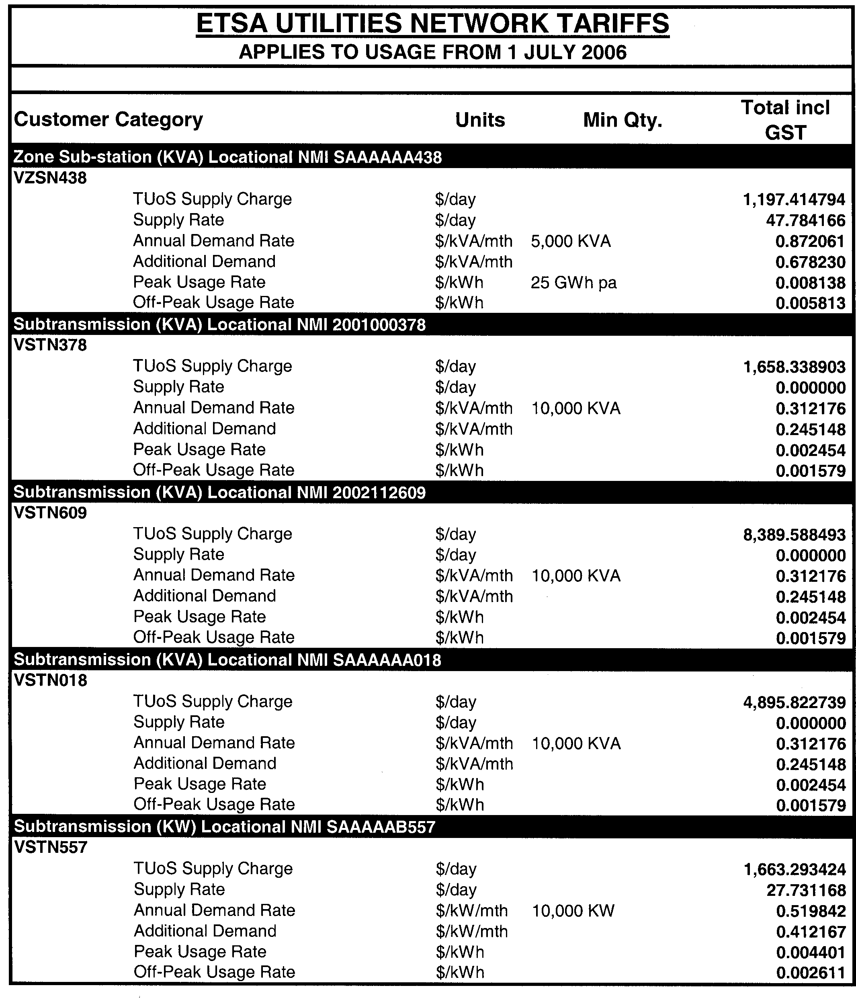 ETSA UTILITIES NETWORK TARIFFS
APPLIES TO USAGE FROM 1 JULY 2006
Customer Category Units Min Qty. Total incl GST
Zone Sub-station (KVA) Locational NMI SAAAAAA438
VZSN438
TUoS Supply Charge $/day 1,197.414794
Supply Rate $/day 47.784166
Annual Demand Rate $/kVA/mth 5,000 KVA 0.872061
Additional Demand $/kVA/mth 0.678230
Peak Usage Rate $/kWh 25 GWh pa 0.008138
Off-Peak Usage Rate $/kWh 0.005813
Subtransmission (KVA) Locational NMI 2001000378
VSTN378
TUoS Supply Charge $/day 1,658.338903
Supply Rate $/day 0.000000
Annual Demand Rate $/kVA/mth 10,000 KVA 0.312176
Additional Demand $/kVA/mth 0.245148
Peak Usage Rate $/kWh 0.002454
Off-Peak Usage Rate $/kWh 0.001579
Subtransmission (KVA) Locational NMI 2002112609
VSTN609
TUoS Supply Charge $/day 8,389.588493
Supply Rate $/day 0.000000
Annual Demand Rate $/kVA/mth 10,000 KVA 0.312176
Additional Demand $/kVA/mth 0.245148
Peak Usage Rate $/kWh 0.002454
Off-Peak Usage Rate $/kWh 0.001579
Subtransmission (KVA) Locational NMI SAAAAAA018
VSTN018
TUoS Supply Charge $/day 4,895.822739
Supply Rate $/day 0.000000
Annual Demand Rate $/kVA/mth 10,000 KVA 0.312176
Additional Demand $/kVA/mth 0.245148
Peak Usage Rate $/kWh 0.002454
Off-Peak Usage Rate $/kWh 0.001579
Subtransmission (KW) Locational NMI SAAAAAB557
VSTN557
TUoS Supply Charge $/day 1,663.293424
Supply Rate $/day 27.731168
Annual Demand Rate $/kW/mth 10,000 KW 0.519842
Additional Demand $/kW/mth 0.412167
Peak Usage Rate $/kWh 0.004401
Off-Peak Usage Rate $/kWh 0.002611